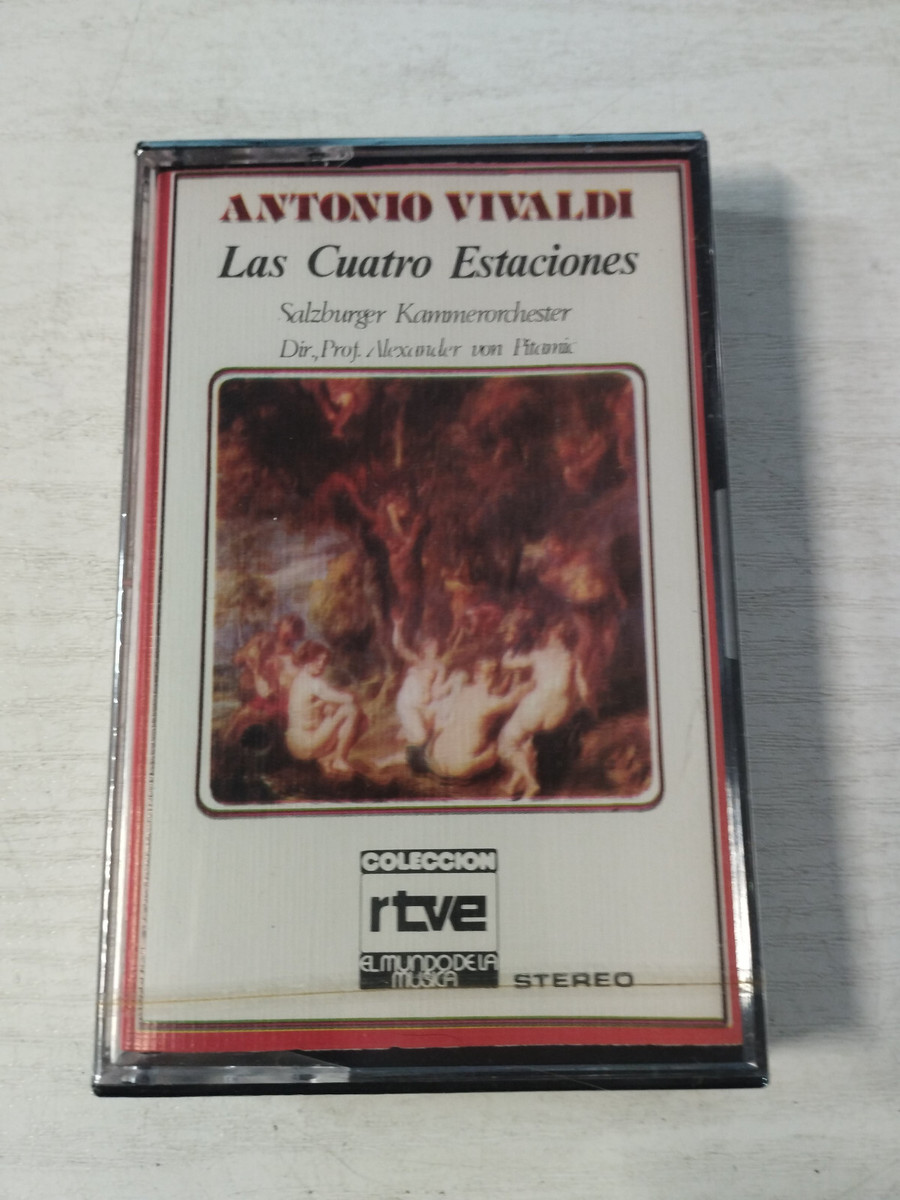 ANTONIO VIVALDI
Las Cuatro Estaciones
Salzburger Kammerorchester
Dir., Prof. Alexander von Pitamic
COLECCION
rtve
EL MUNDO DE LA
MUSICA
STEREO